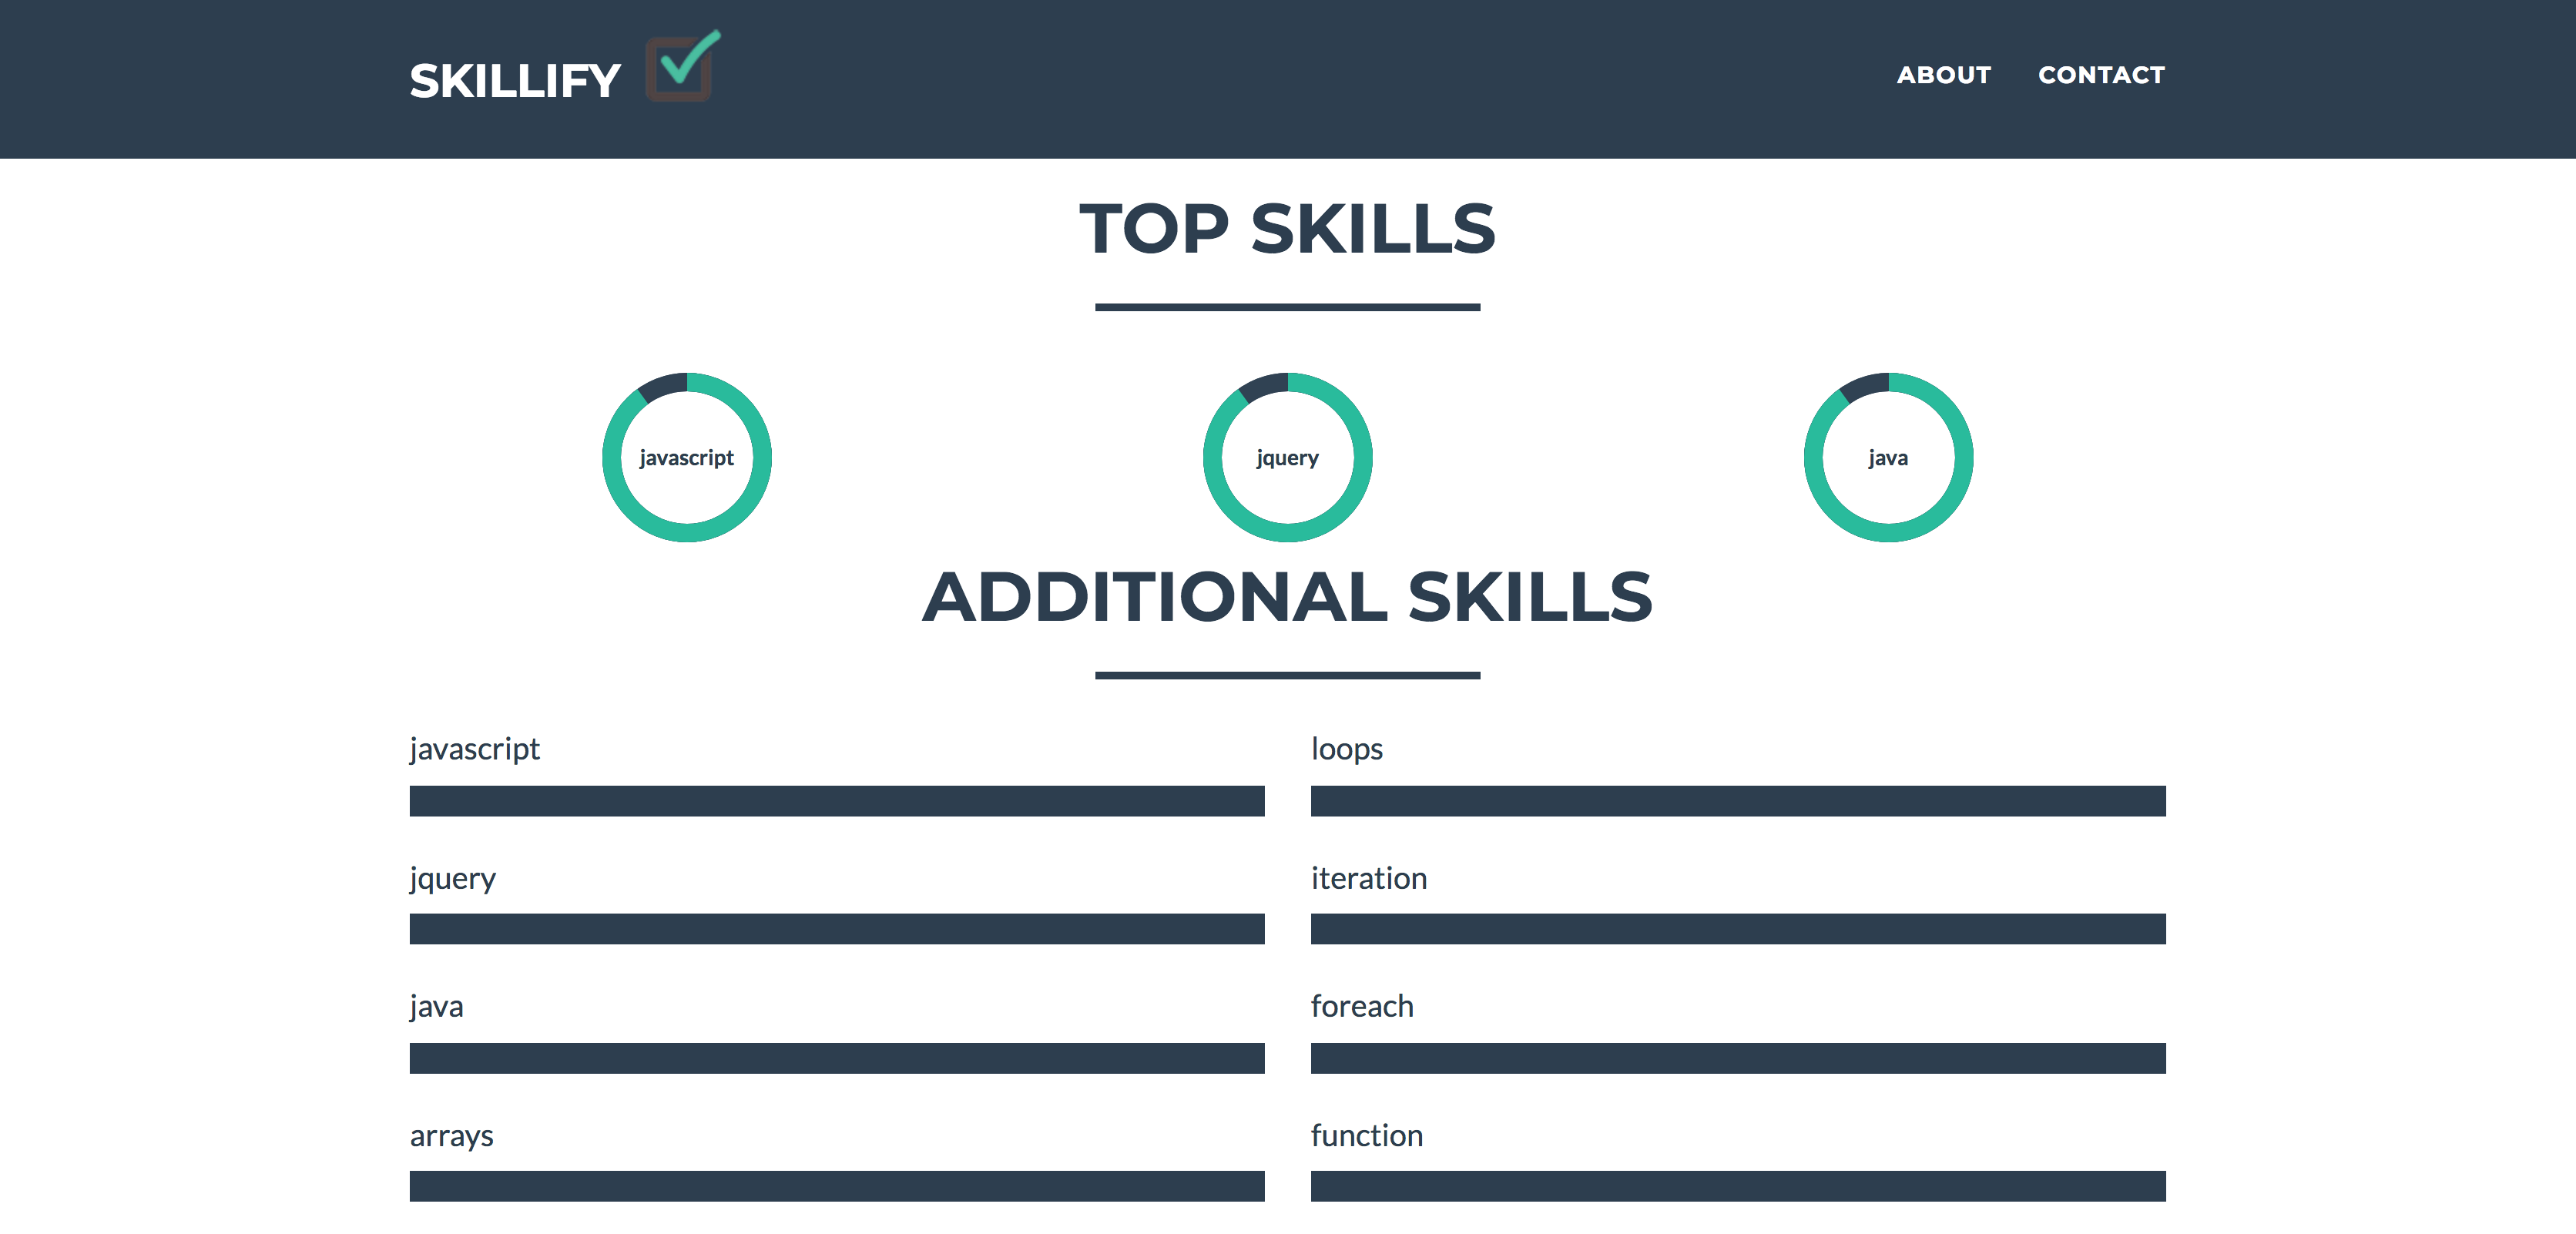 SKILLIFY
ABOUT CONTACT
TOP SKILLS
javascript
jquery
java
ADDITIONAL SKILLS
javascript
loops
jquery
iteration
java
foreach
arrays
function